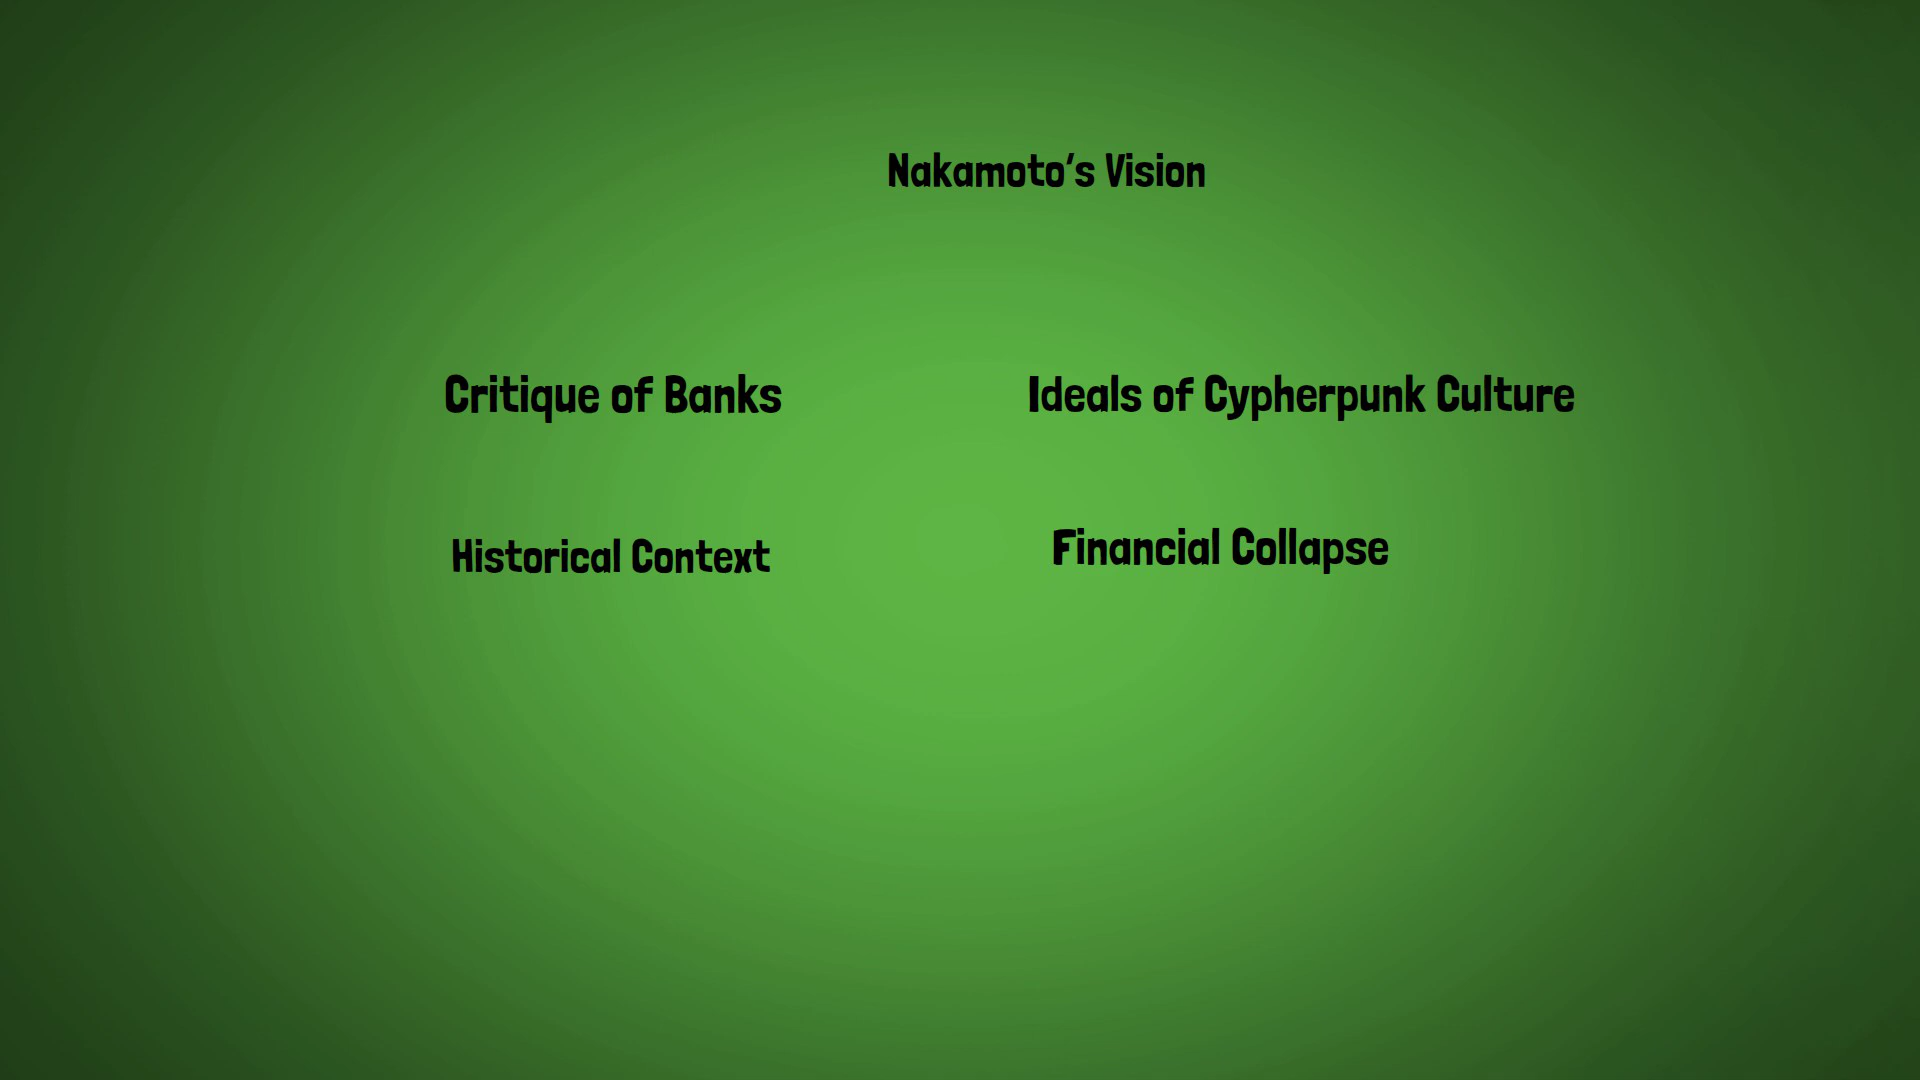 Nakamoto's Vision
Critique of Banks
Ideals of Cypherpunk Culture
Historical Context
Financial Collapse